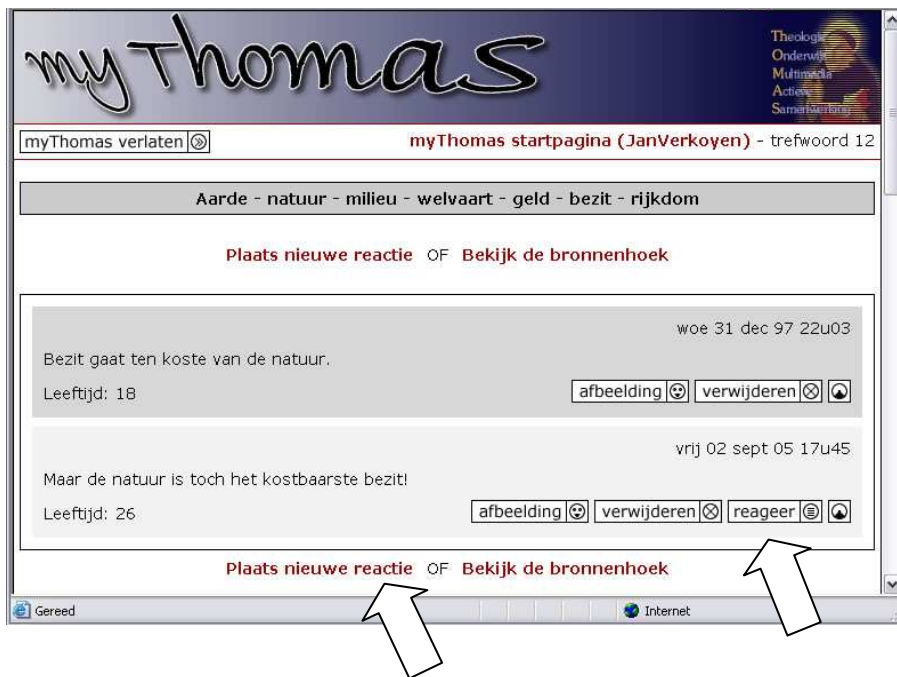 myThomas
Theologie
Onderwijs
Multimedia
Actieve
Samenwerking
myThomas verlaten
myThomas startpagina (JanVerkoyen) - trefwoord 12
Aarde - natuur - milieu - welvaart - geld - bezit - rijkdom
Plaats nieuwe reactie OF Bekijk de bronnenhoek
woe 31 dec 97 22u03
Bezit gaat ten koste van de natuur.
Leeftijd: 18 afbeelding verwijderen
vrij 02 sept 05 17u45
Maar de natuur is toch het kostbaarste bezit!
Leeftijd: 26 afbeelding verwijderen reageer
Plaats nieuwe reactie OF Bekijk de bronnenhoek
Gereed Internet